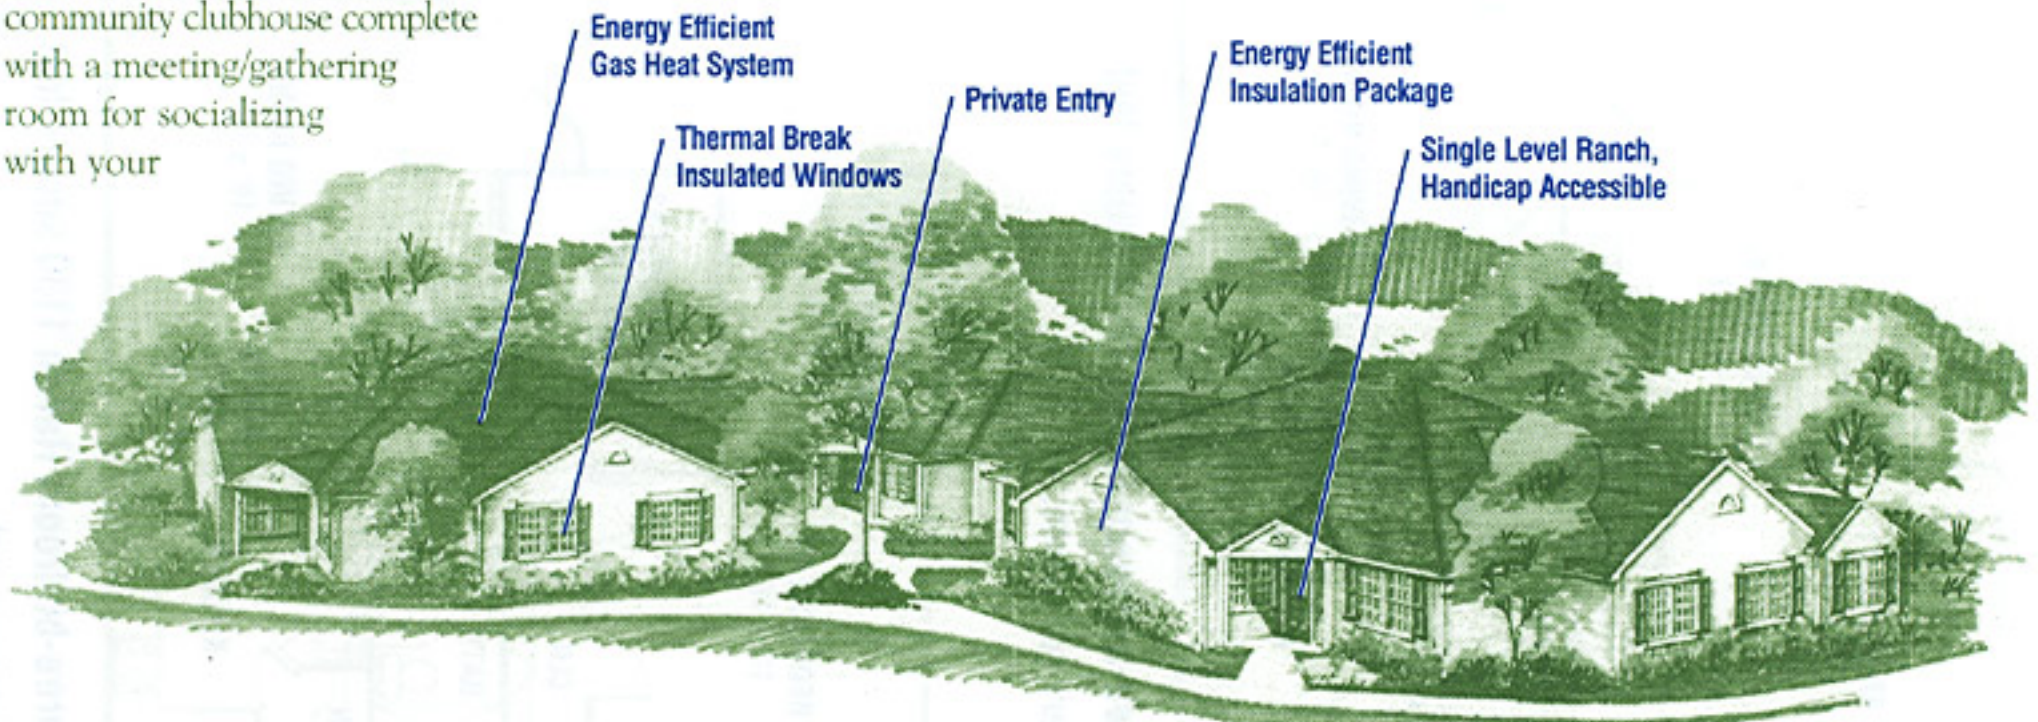 community clubhouse complete
with a meeting/gathering
room for socializing
with your
Energy Efficient
Gas Heat System
Thermal Break
Insulated Windows
Private Entry
Energy Efficient
Insulation Package
Single Level Ranch,
Handicap Accessible